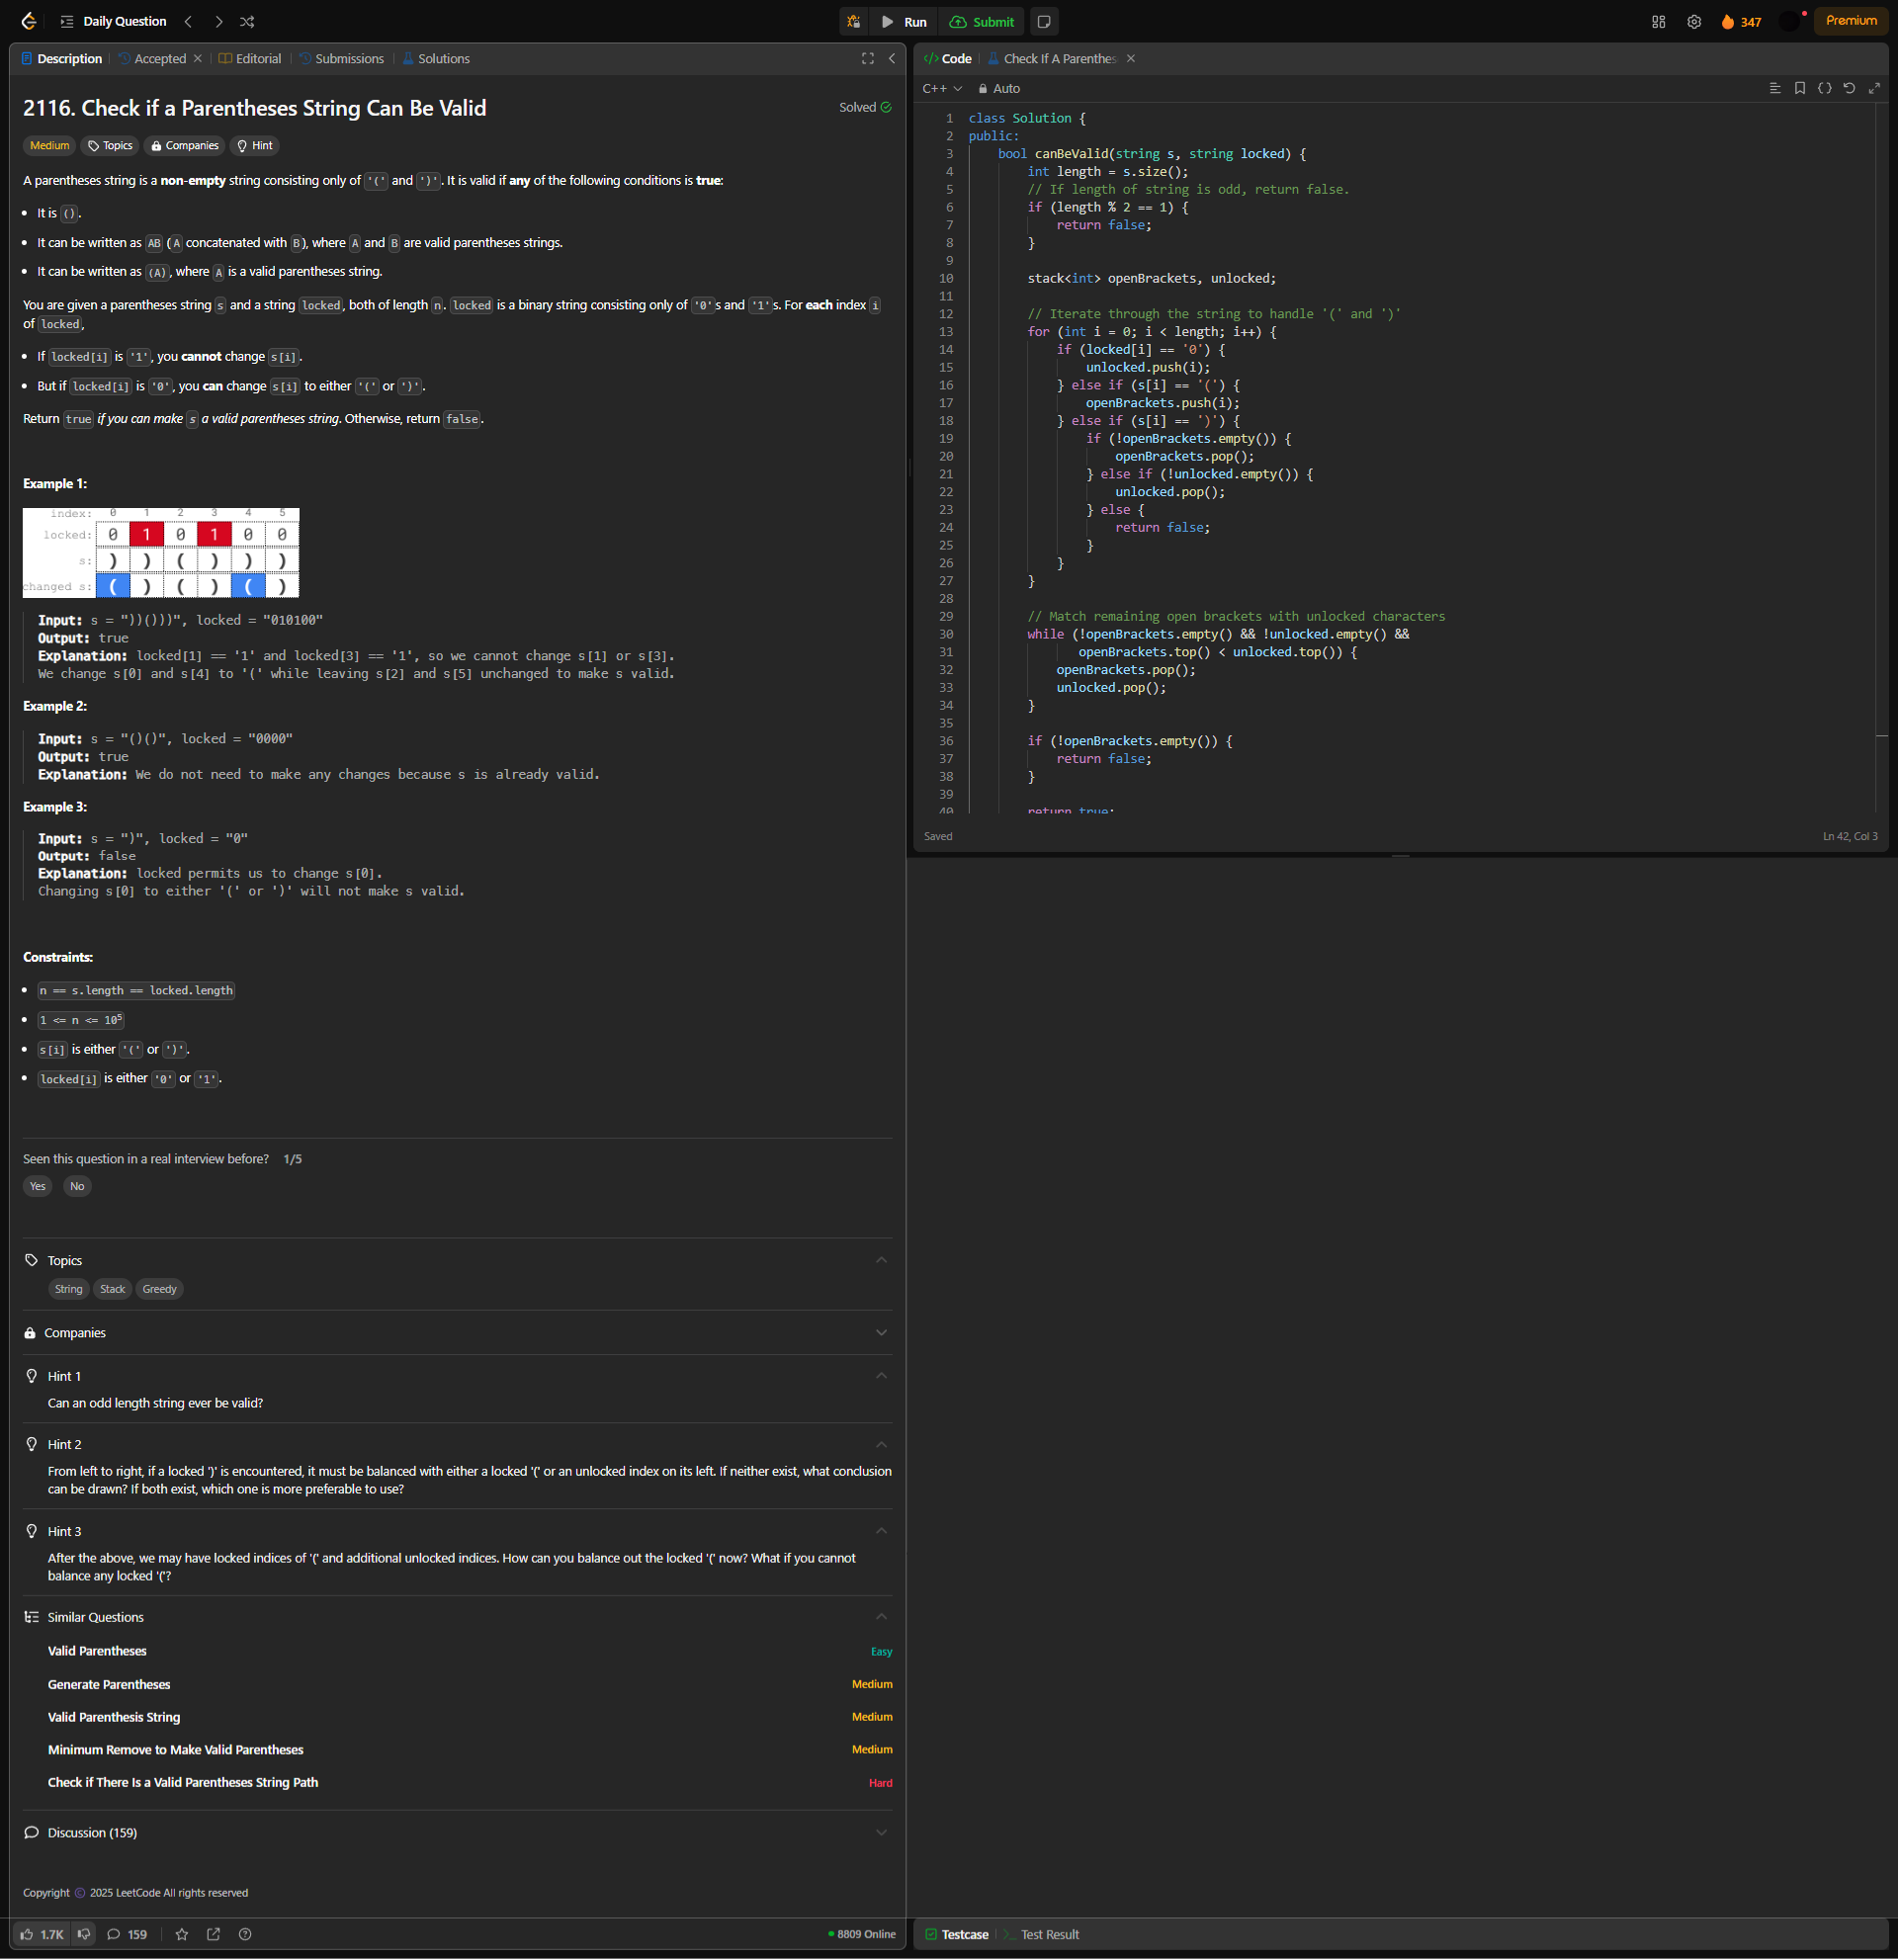 Daily Question
Run
Submit
347
Premium
Description
Accepted
Editorial
Submissions
Solutions
2116. Check if a Parentheses String Can Be Valid
Solved
Medium
Topics
Companies
Hint
A parentheses string is a non-empty string consisting only of '(' and ')'. It is valid if any of the following conditions is true:
• It is ().
• It can be written as AB (A concatenated with B), where A and B are valid parentheses strings.
• It can be written as (A), where A is a valid parentheses string.
You are given a parentheses string s and a string locked, both of length n. locked is a binary string consisting only of '0's and '1's. For each index i
of locked,
• If locked[i] is '1', you cannot change s[i].
• But if locked[i] is '0', you can change s[i] to either '(' or ')'.
Return true if you can make s a valid parentheses string. Otherwise, return false.
Example 1:
index: 0 1 2 3 4 5
locked: 0 1 0 1 0 0
s: ) ) ( ) ) )
changed s: ( ) ( ) ( )
Input: s = "))()))", locked = "010100"
Output: true
Explanation: locked[1] == '1' and locked[3] == '1', so we cannot change s[1] or s[3].
We change s[0] and s[4] to '(' while leaving s[2] and s[5] unchanged to make s valid.
Example 2:
Input: s = "()()", locked = "0000"
Output: true
Explanation: We do not need to make any changes because s is already valid.
Example 3:
Input: s = ")", locked = "0"
Output: false
Explanation: locked permits us to change s[0].
Changing s[0] to either '(' or ')' will not make s valid.
Constraints:
• n == s.length == locked.length
• 1 <= n <= 10⁵
• s[i] is either '(' or ')'.
• locked[i] is either '0' or '1'.
Seen this question in a real interview before? 1/5
Yes
No
Topics
String
Stack
Greedy
Companies
Hint 1
Can an odd length string ever be valid?
Hint 2
From left to right, if a locked ')' is encountered, it must be balanced with either a locked '(' or an unlocked index on its left. If neither exist, what conclusion
can be drawn? If both exist, which one is more preferable to use?
Hint 3
After the above, we may have locked indices of '(' and additional unlocked indices. How can you balance out the locked '(' now? What if you cannot
balance any locked '('?
Similar Questions
Valid Parentheses Easy
Generate Parentheses Medium
Valid Parenthesis String Medium
Minimum Remove to Make Valid Parentheses Medium
Check if There Is a Valid Parentheses String Path Hard
Discussion (159)
Copyright © 2025 LeetCode All rights reserved
1.7K
159
8809 Online
Code
Check If A Parenthes
C++
Auto
1 class Solution {
2 public:
3 bool canBeValid(string s, string locked) {
4 int length = s.size();
5 // If length of string is odd, return false.
6 if (length % 2 == 1) {
7 return false;
8 }
9
10 stack<int> openBrackets, unlocked;
11
12 // Iterate through the string to handle '(' and ')'
13 for (int i = 0; i < length; i++) {
14 if (locked[i] == '0') {
15 unlocked.push(i);
16 } else if (s[i] == '(') {
17 openBrackets.push(i);
18 } else if (s[i] == ')') {
19 if (!openBrackets.empty()) {
20 openBrackets.pop();
21 } else if (!unlocked.empty()) {
22 unlocked.pop();
23 } else {
24 return false;
25 }
26 }
27 }
28
29 // Match remaining open brackets with unlocked characters
30 while (!openBrackets.empty() && !unlocked.empty() &&
31 openBrackets.top() < unlocked.top()) {
32 openBrackets.pop();
33 unlocked.pop();
34 }
35
36 if (!openBrackets.empty()) {
37 return false;
38 }
39
40 return true;
Saved
Ln 42, Col 3
Testcase
Test Result